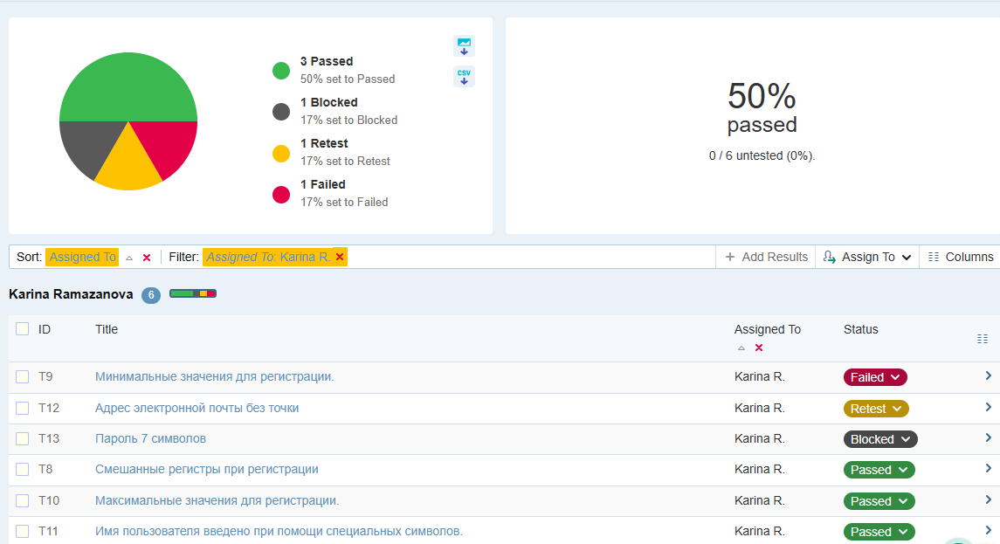 3 Passed
50% set to Passed
1 Blocked
17% set to Blocked
1 Retest
17% set to Retest
1 Failed
17% set to Failed
CSV
50%
passed
0 / 6 untested (0%).
Sort: Assigned To Filter: Assigned To: Karina R. + Add Results Assign To Columns
Karina Ramazanova 6
ID Title Assigned To Status
T9 Минимальные значения для регистрации. Karina R. Failed
T12 Адрес электронной почты без точки Karina R. Retest
T13 Пароль 7 символов Karina R. Blocked
T8 Смешанные регистры при регистрации Karina R. Passed
T10 Максимальные значения для регистрации. Karina R. Passed
T11 Имя пользователя введено при помощи специальных символов. Karina R. Passed